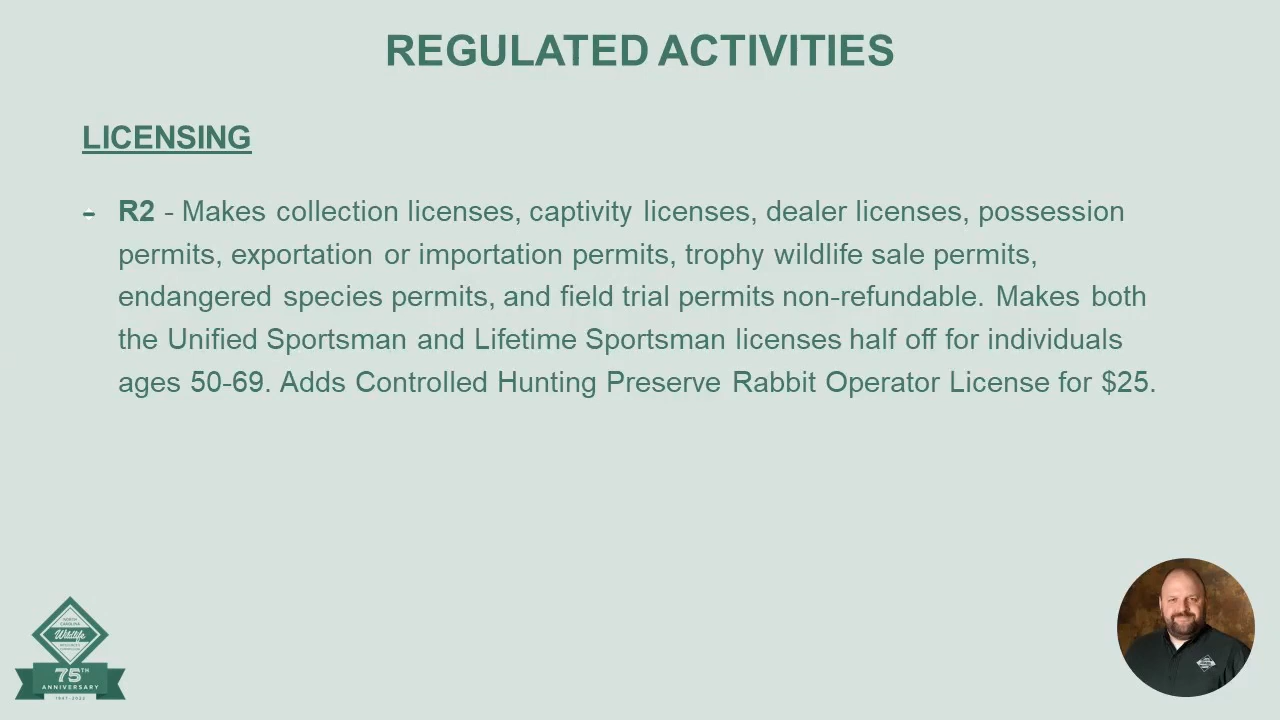 REGULATED ACTIVITIES
LICENSING
- R2 - Makes collection licenses, captivity licenses, dealer licenses, possession
permits, exportation or importation permits, trophy wildlife sale permits,
endangered species permits, and field trial permits non-refundable. Makes both
the Unified Sportsman and Lifetime Sportsman licenses half off for individuals
ages 50-69. Adds Controlled Hunting Preserve Rabbit Operator License for $25.
NORTH
CAROLINA
Wildlife
75TH
ANNIVERSARY